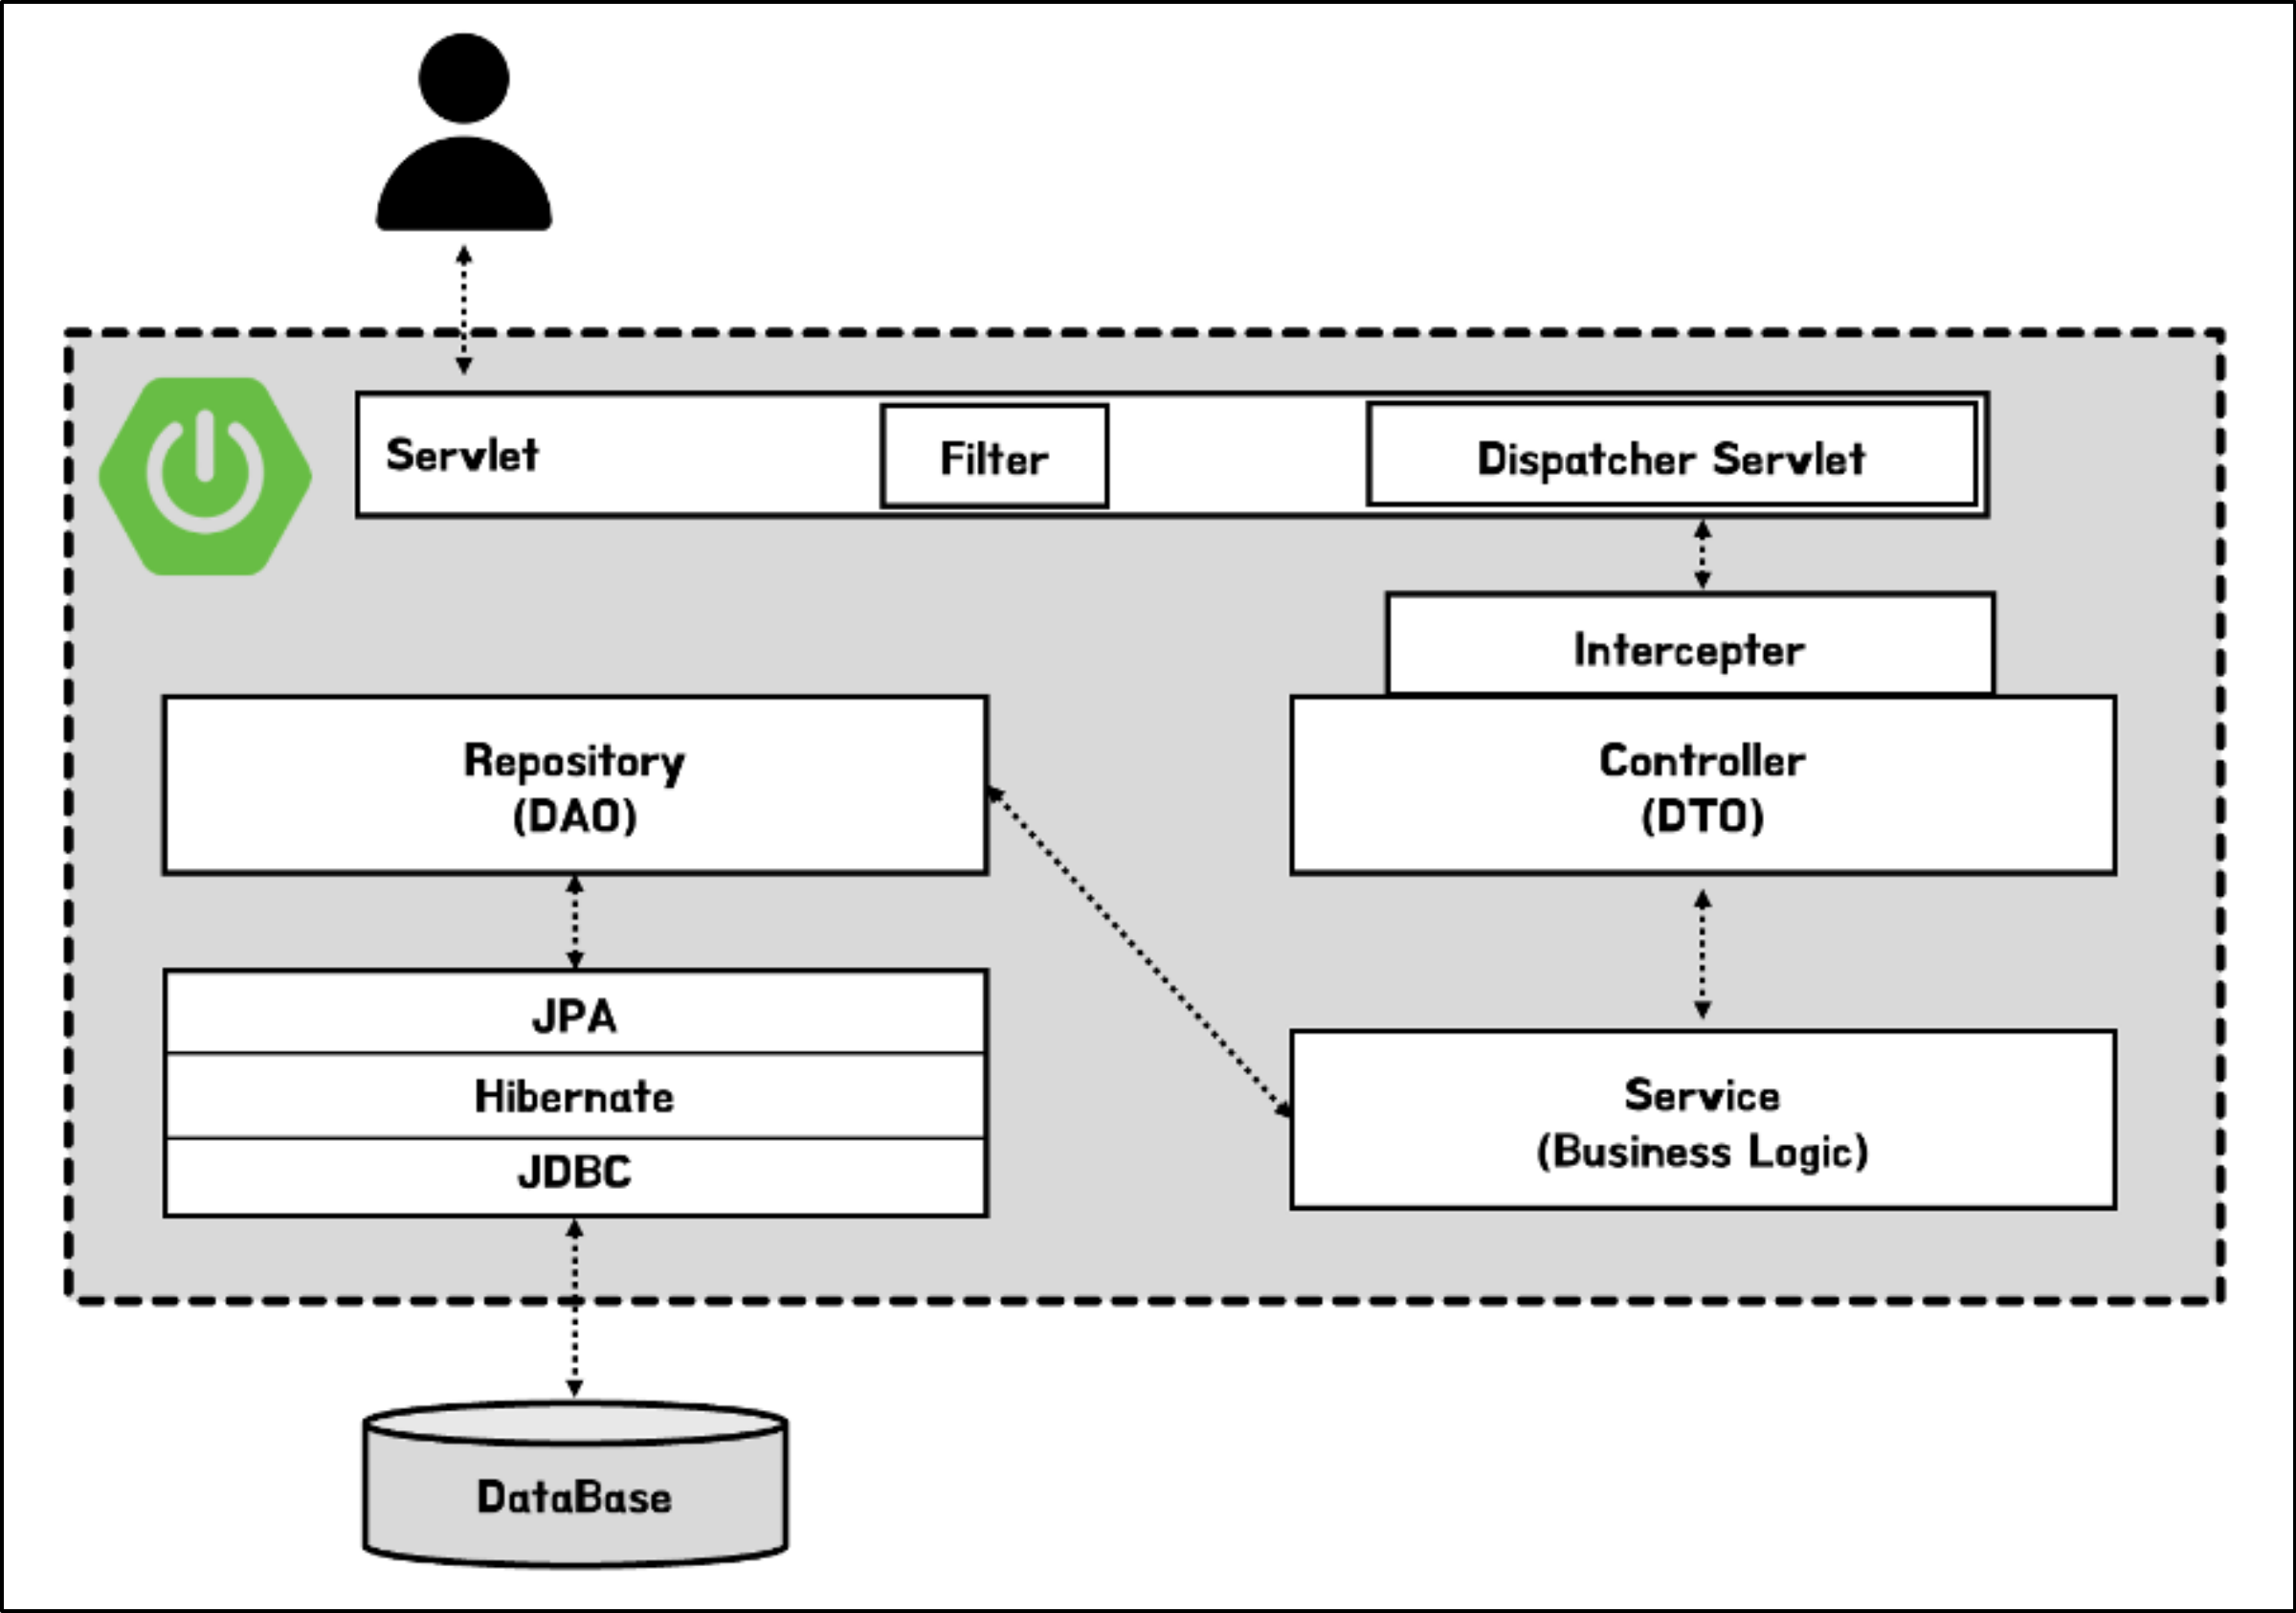 Servlet
Filter
Dispatcher Servlet
Intercepter
Repository
(DAO)
Controller
(DTO)
JPA
Hibernate
JDBC
Service
(Business Logic)
DataBase